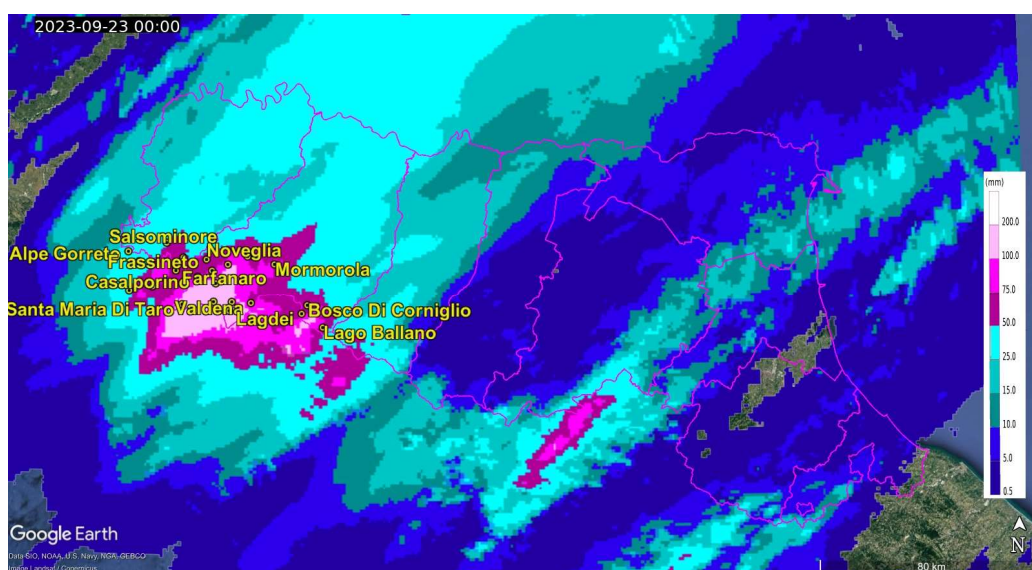 2023-09-23 00:00
(mm)
200.0
100.0
75.0
50.0
25.0
15.0
10.0
5.0
0.5
Salsominore
Alpe Gorrete
Noveglia
Frassineto
Mormorola
Casalporino
Farfanaro
Santa Maria Di Taro
Valdena
Bosco Di Corniglio
Lagdei
Lago Ballano
Google Earth
N
Data SIO, NOAA, U.S. Navy, NGA, GEBCO
Image Landsat / Copernicus
80 km